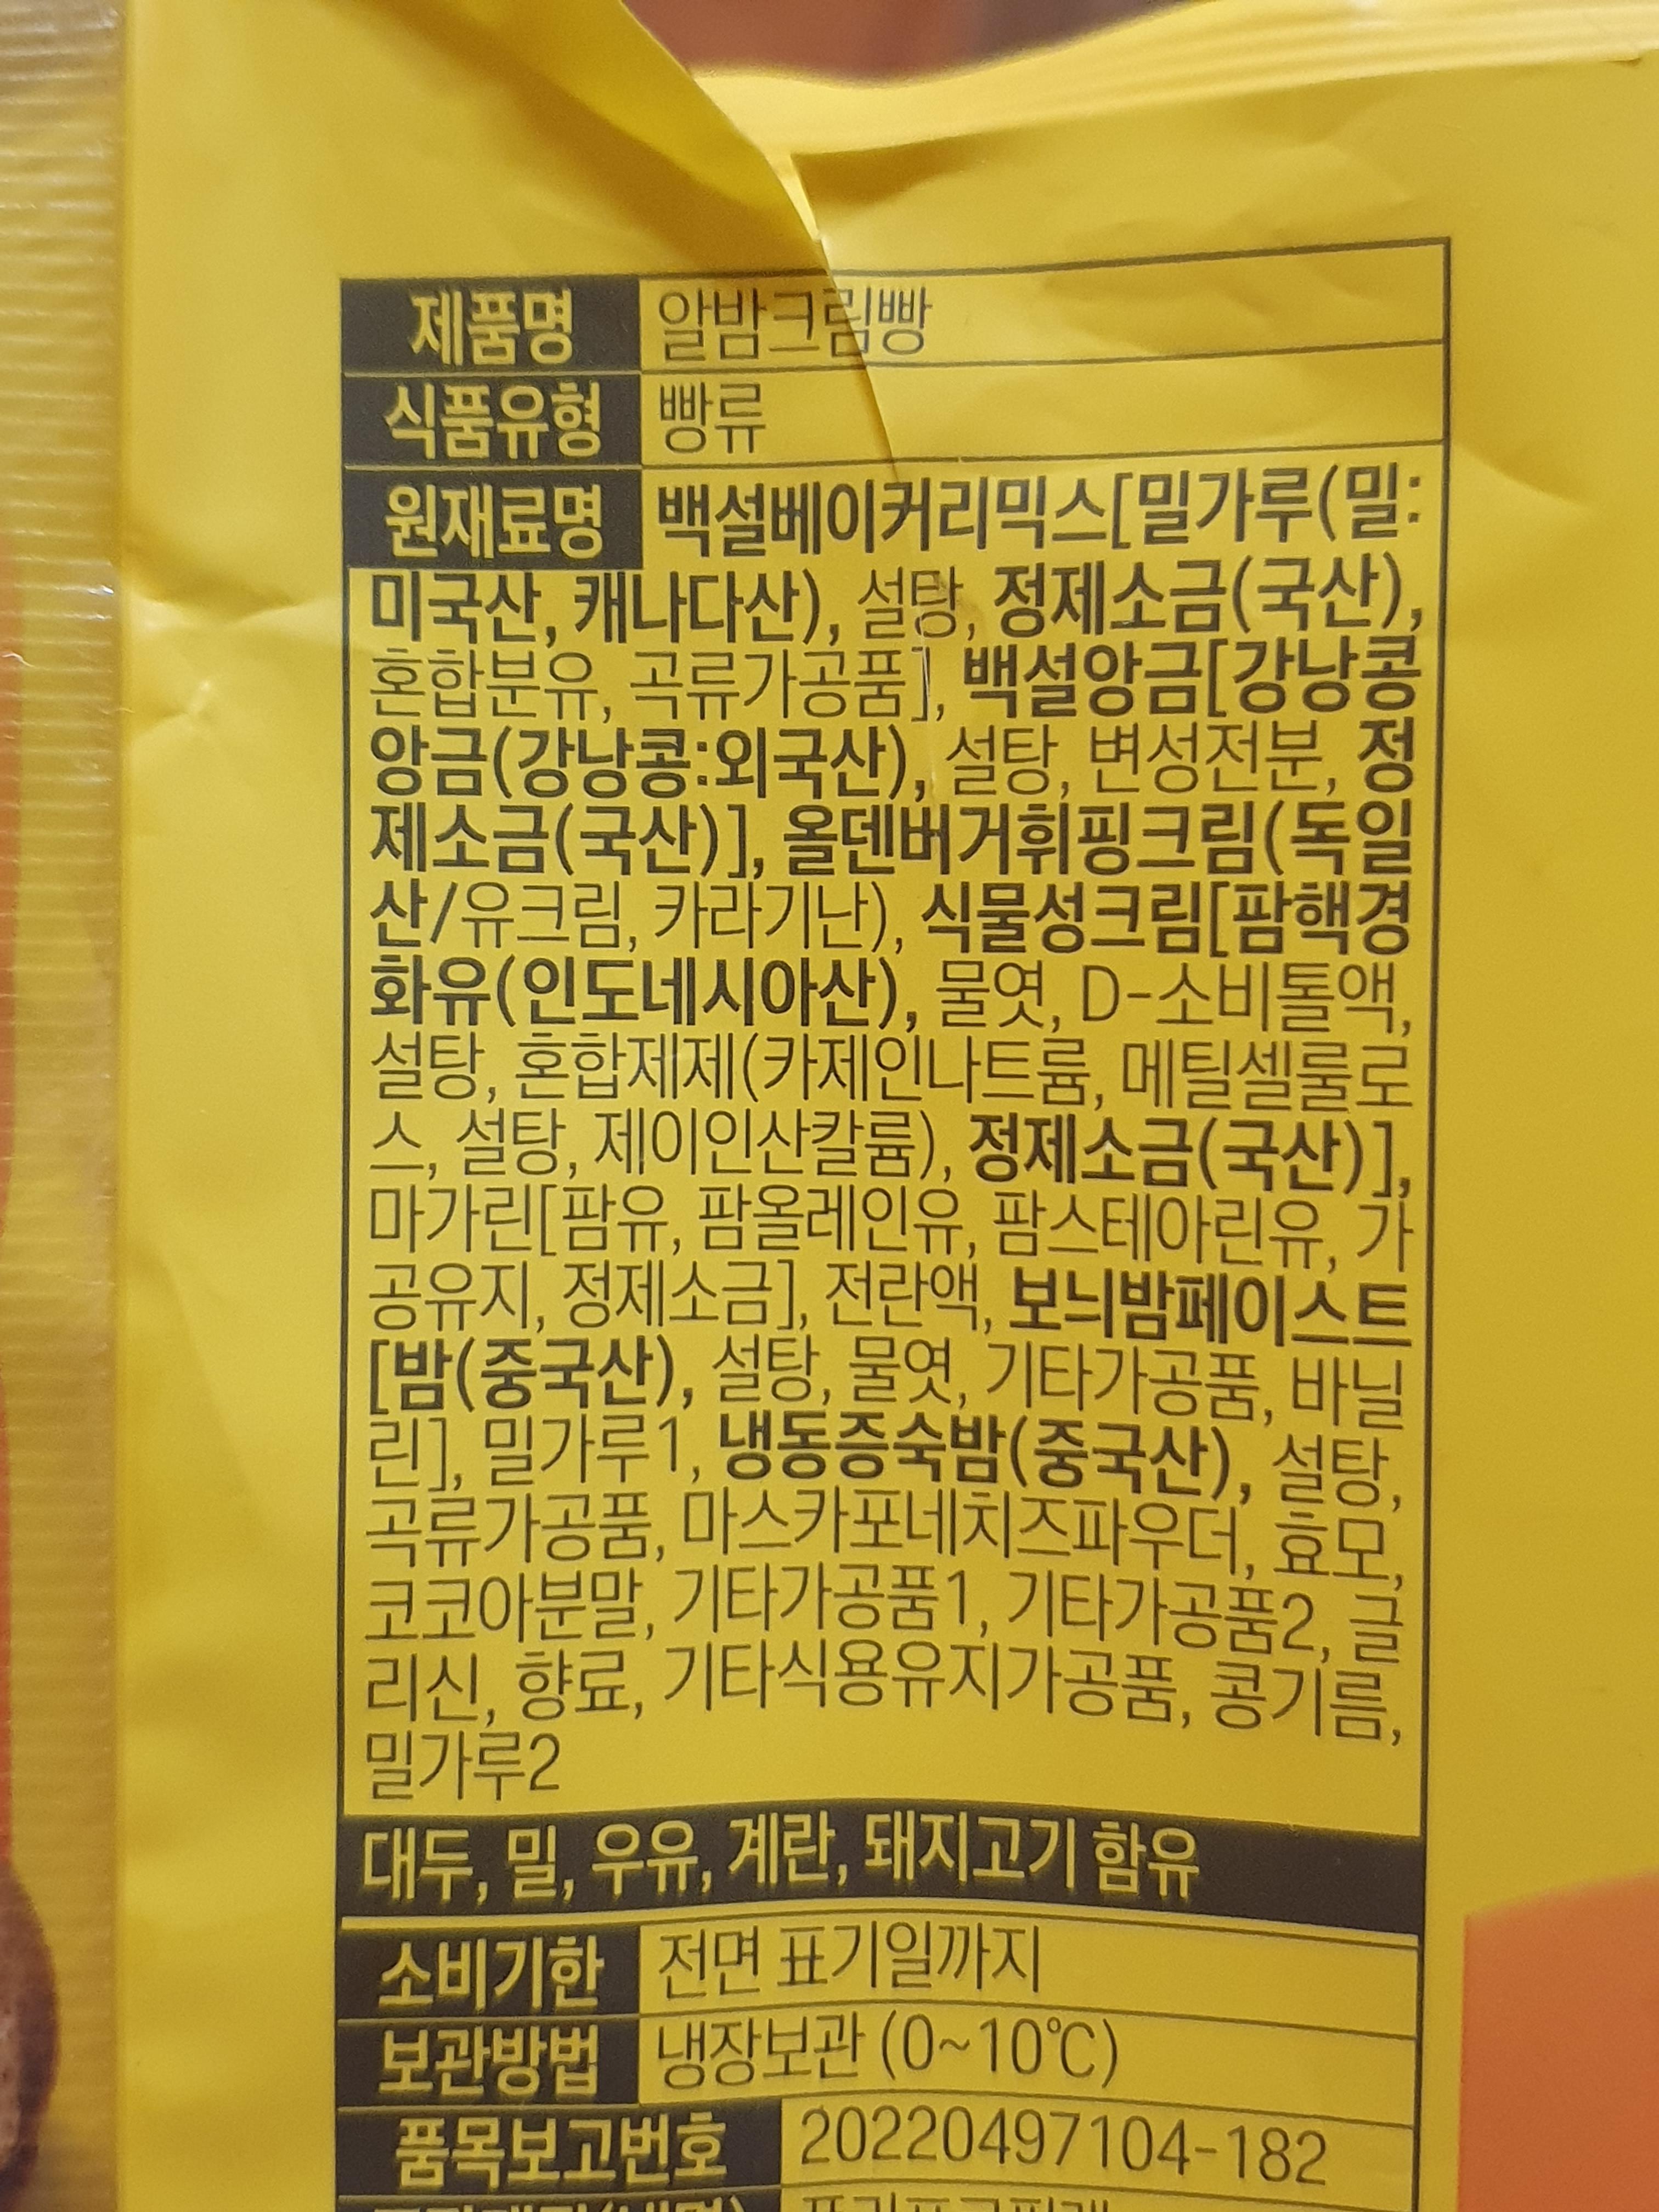 제품명 알밤크림빵
식품유형 빵류
원재료명 백설베이커리믹스[밀가루(밀:
미국산, 캐나다산), 설탕, 정제소금(국산),
혼합분유, 곡류가공품], 백설앙금[강낭콩
앙금(강낭콩:외국산), 설탕, 변성전분, 정
제소금(국산)], 올덴버거휘핑크림(독일
산/유크림, 카라기난), 식물성크림[팜핵경
화유(인도네시아산), 물엿, D-소비톨액,
설탕, 혼합제제(카제인나트륨, 메틸셀룰로
스, 설탕, 제이인산칼륨), 정제소금(국산)],
마가린[팜유, 팜올레인유, 팜스테아린유, 가
공유지, 정제소금], 전란액, 보늬밤페이스트
[밤(중국산), 설탕, 물엿, 기타가공품, 바닐
린], 밀가루1, 냉동증숙밤(중국산), 설탕,
곡류가공품, 마스카포네치즈파우더, 효모,
코코아분말, 기타가공품1, 기타가공품2, 글
리신, 향료, 기타식용유지가공품, 콩기름,
밀가루2
대두, 밀, 우유, 계란, 돼지고기 함유
소비기한 전면 표기일까지
보관방법 냉장보관 (0~10℃)
품목보고번호 20220497104-182